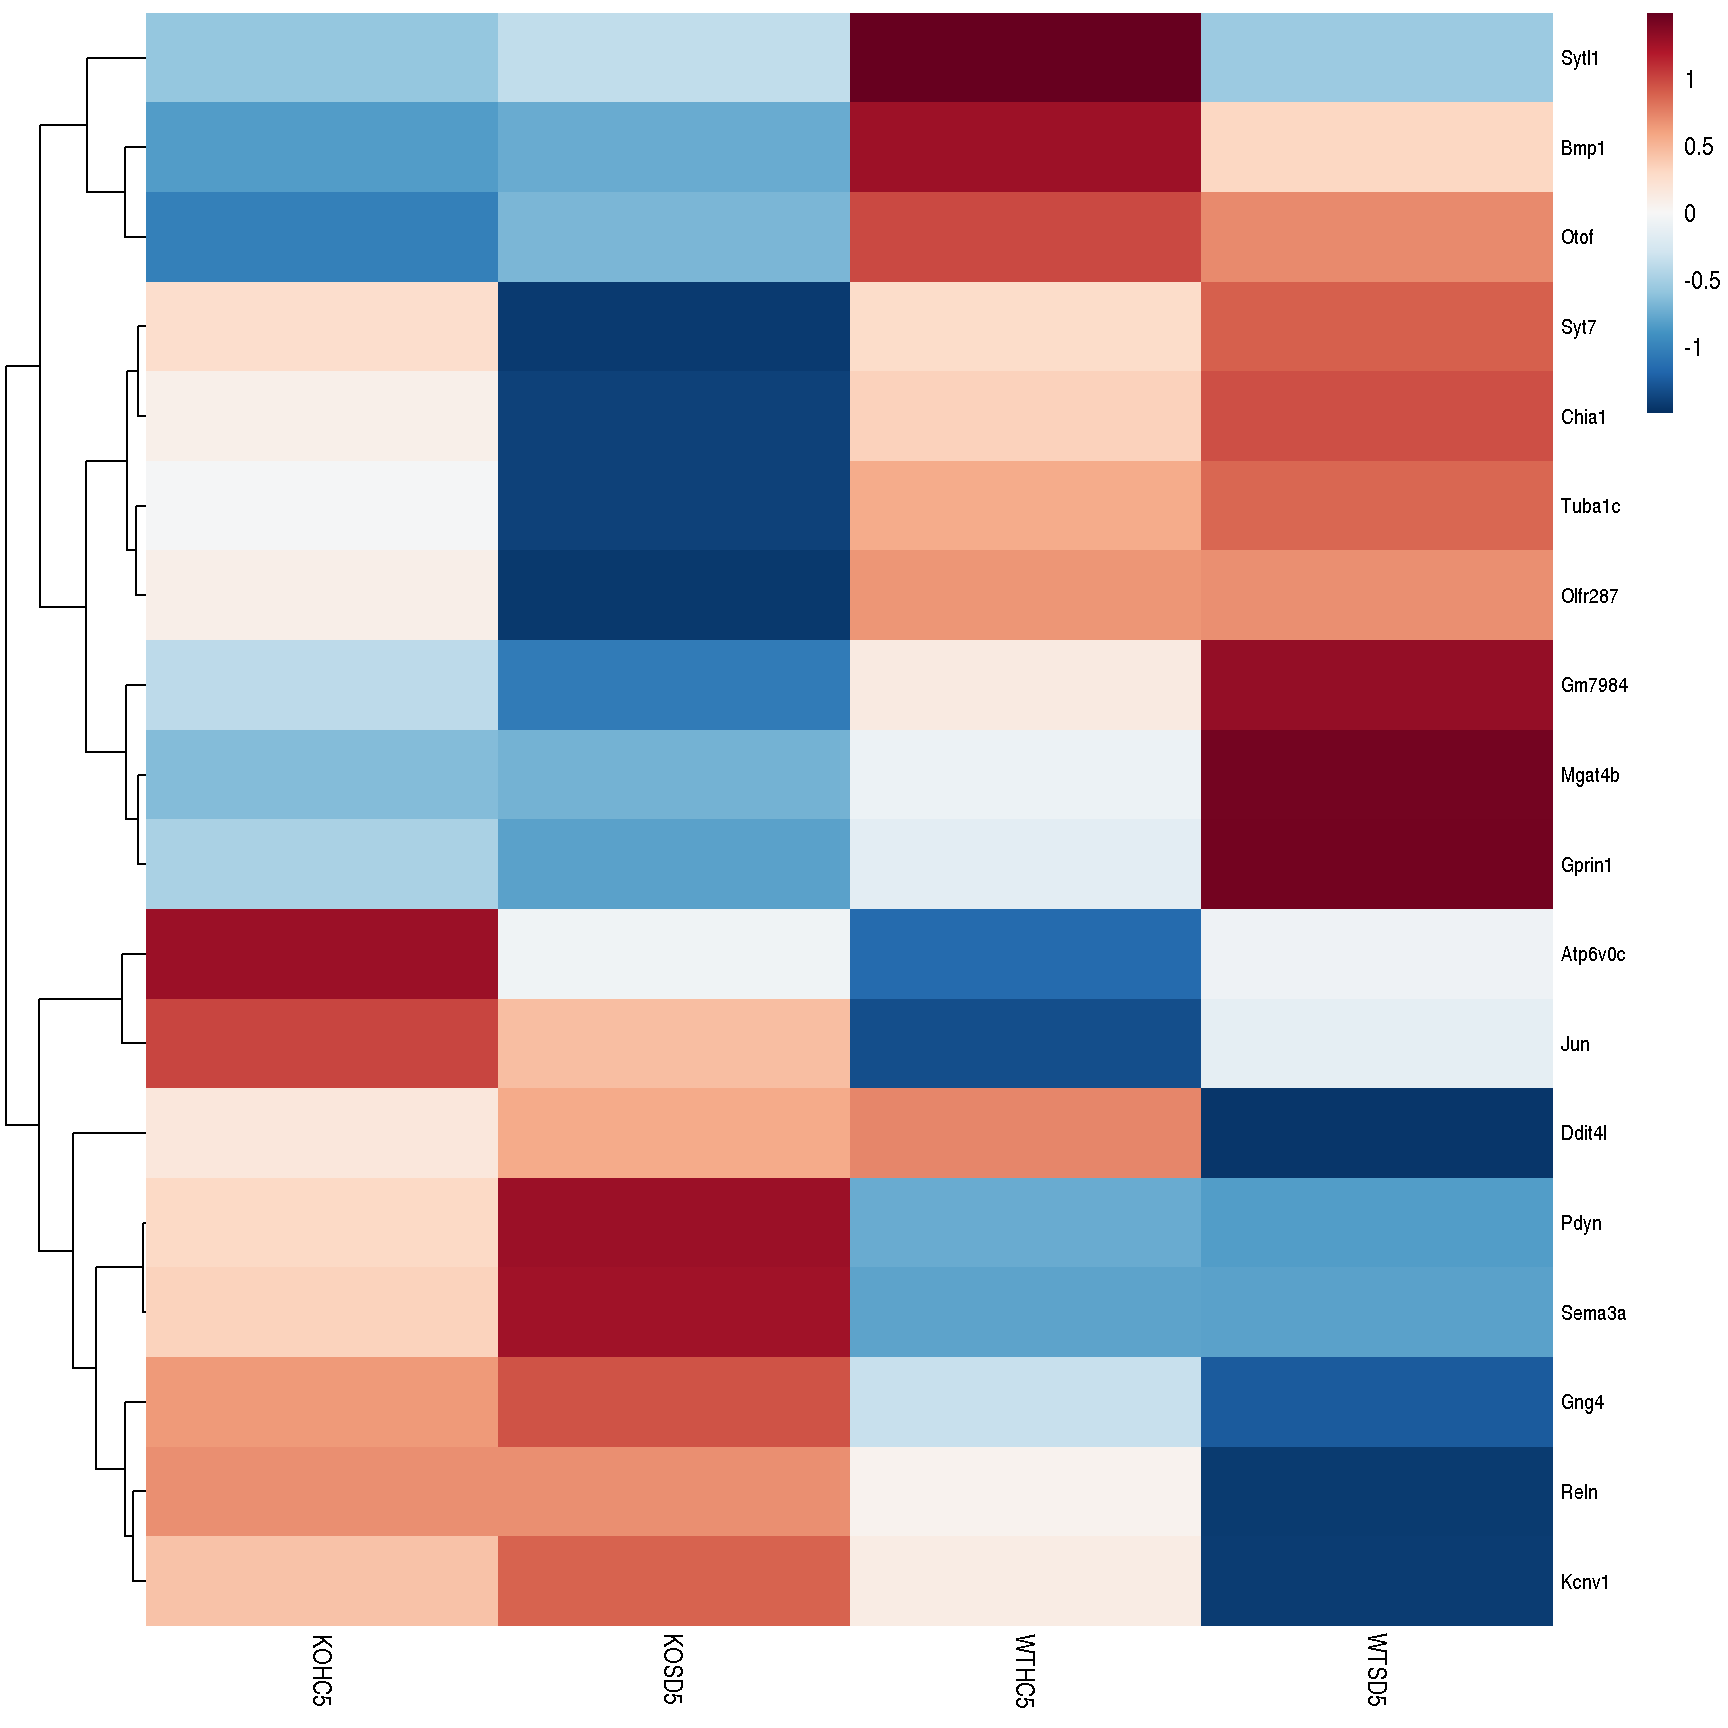 Sytl1
Bmp1
Otof
Syt7
Chia1
Tuba1c
Olfr287
Gm7984
Mgat4b
Gprin1
Atp6v0c
Jun
Ddit4l
Pdyn
Sema3a
Gng4
Reln
Kcnv1
1
0.5
0
-0.5
-1
KOHC5
KOSD5
WTHC5
WTSD5